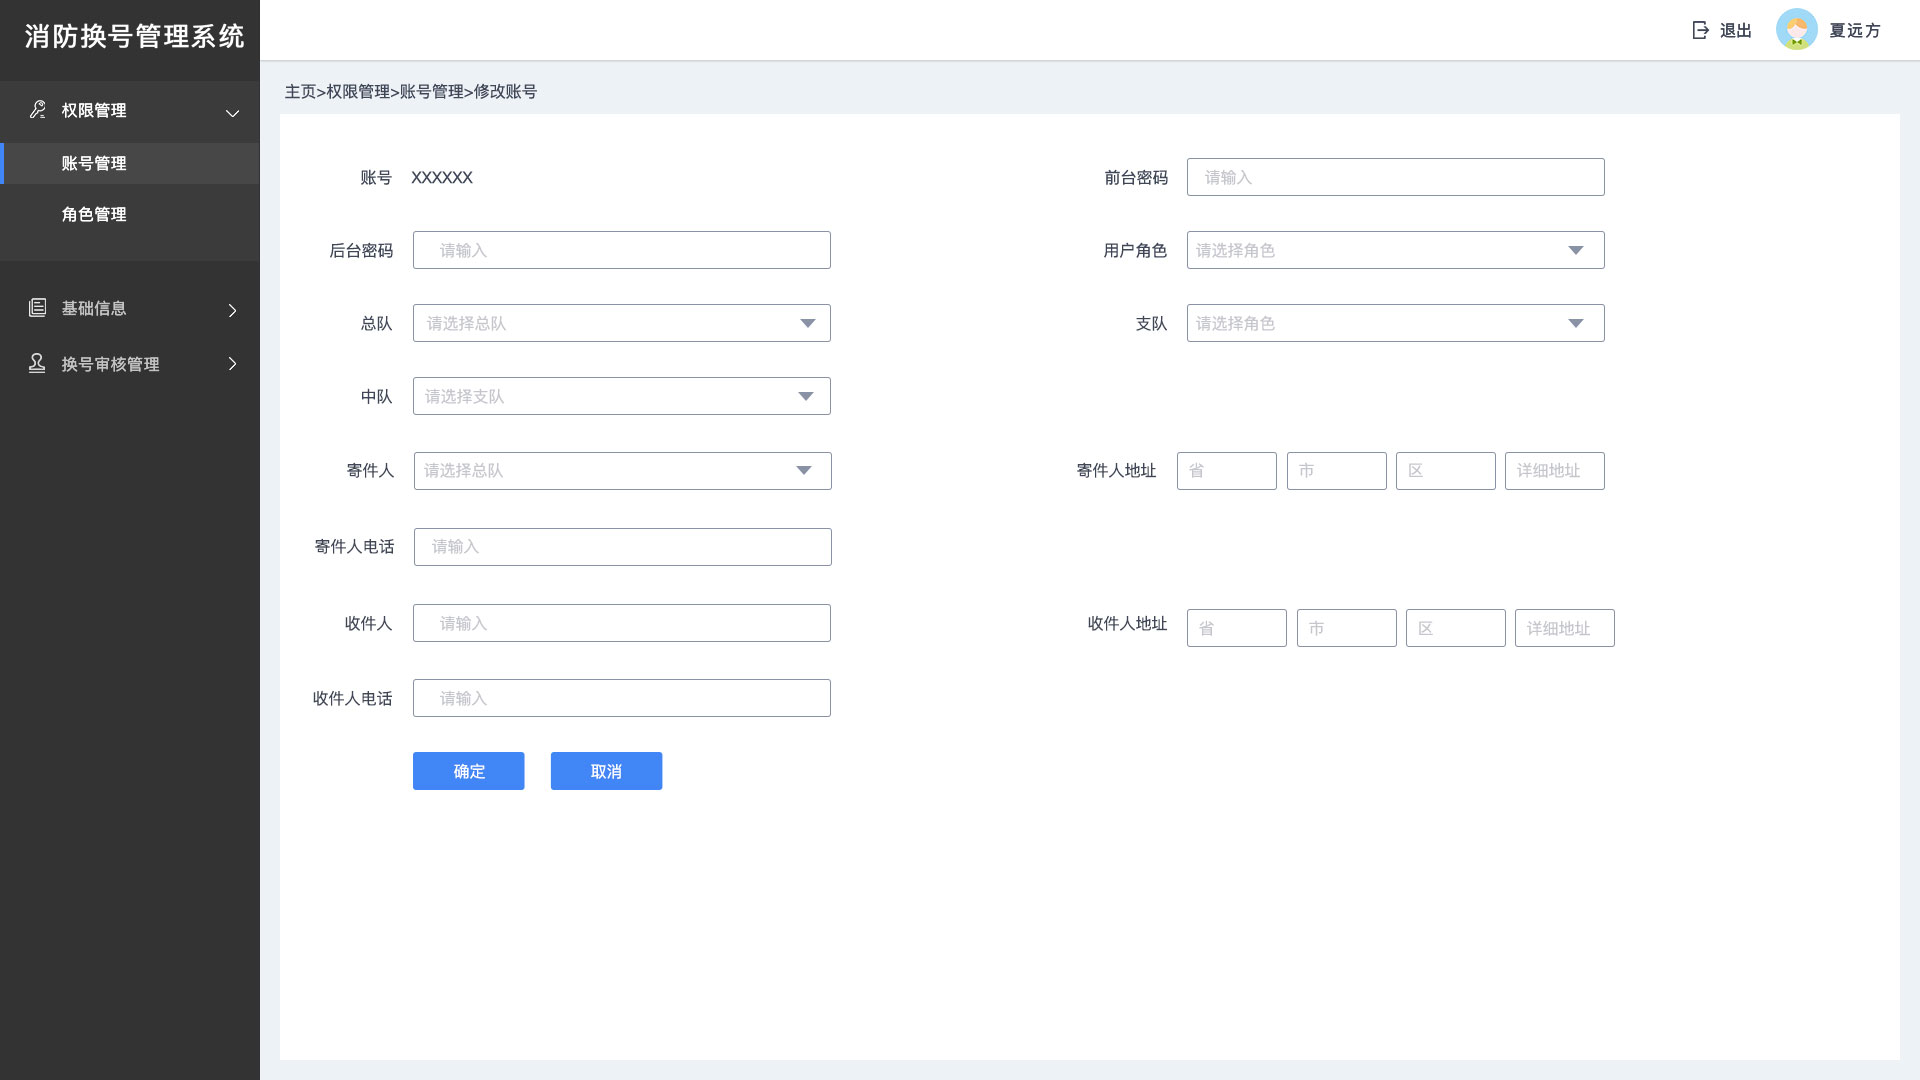 消防换号管理系统
退出
夏远方
权限管理
账号管理
角色管理
基础信息
换号审核管理
主页>权限管理>账号管理>修改账号
账号 XXXXXX
前台密码 请输入
后台密码 请输入
用户角色 请选择角色
总队 请选择总队
支队 请选择角色
中队 请选择支队
寄件人 请选择总队
寄件人地址 省 市 区 详细地址
寄件人电话 请输入
收件人 请输入
收件人地址 省 市 区 详细地址
收件人电话 请输入
确定 取消